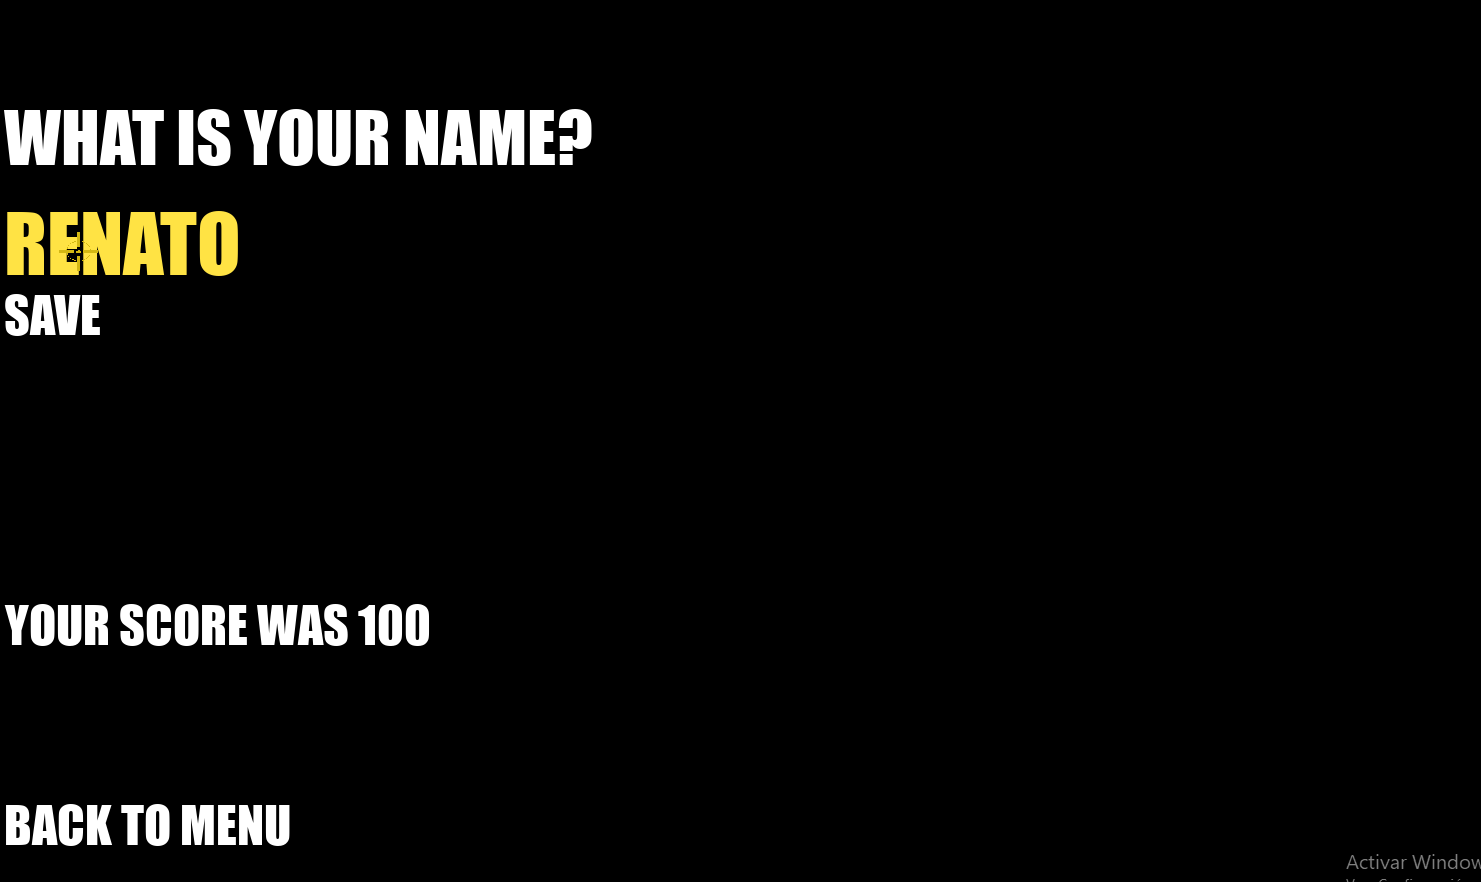 WHAT IS YOUR NAME?
RENATO
SAVE
YOUR SCORE WAS 100
BACK TO MENU
Activar Window